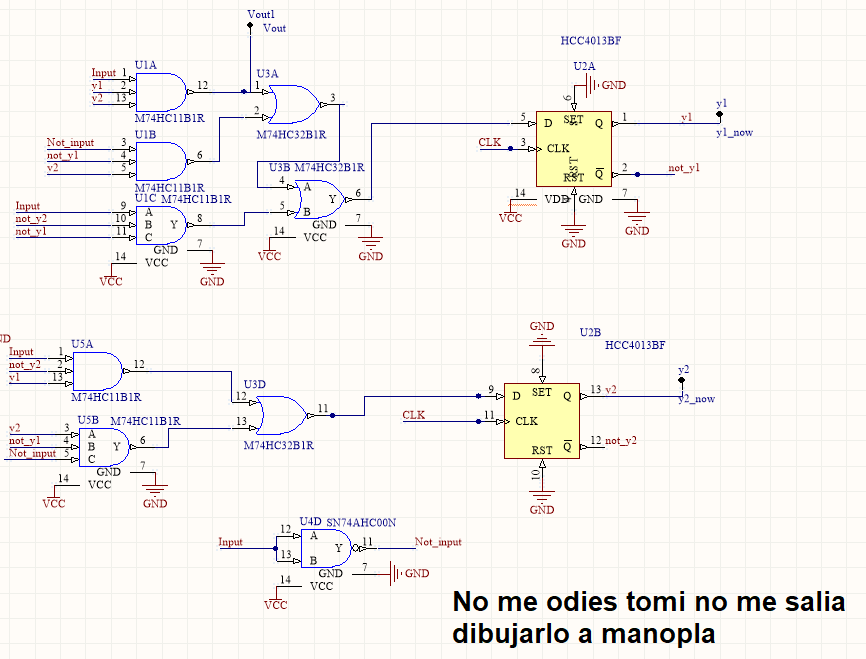 Vout1
Vout
HCC4013BF
U1A
U3A
U2A
Input 1
y1 2
y2 13
12
1
2
3
M74HC11B1R
M74HC32B1R
6
GND
5
D
SET
Q
1
y1
y1
y1_now
CLK
3
CLK
RST
RST
Q
2
not_y1
14
VDD
GND
7
VCC
GND
GND
U1B
Not_input 3
not_y1 4
y2 5
6
M74HC11B1R
U3B M74HC32B1R
4
A
5
B
Y
6
GND
7
14
VCC
VCC
GND
U1C M74HC11B1R
Input 9
not_y2 10
not_y1 11
A
B
C
Y
8
GND
7
14
VCC
VCC
GND
U5A
Input 1
not_y2 2
y1 13
12
M74HC11B1R
U3D
12
13
11
M74HC32B1R
U5B M74HC11B1R
y2 3
not_y1 4
Not_input 5
A
B
C
Y
6
GND
7
14
VCC
VCC
GND
GND
U2B
HCC4013BF
8
9
D
SET
Q
13 y2
y2
y2_now
CLK
11
CLK
RST
Q
12 not_y2
10
GND
U4D SN74AHC00N
Input
12
A
13
B
Y
11
Not_input
GND
7
GND
14
VCC
VCC
No me odies tomi no me salia
dibujarlo a manopla